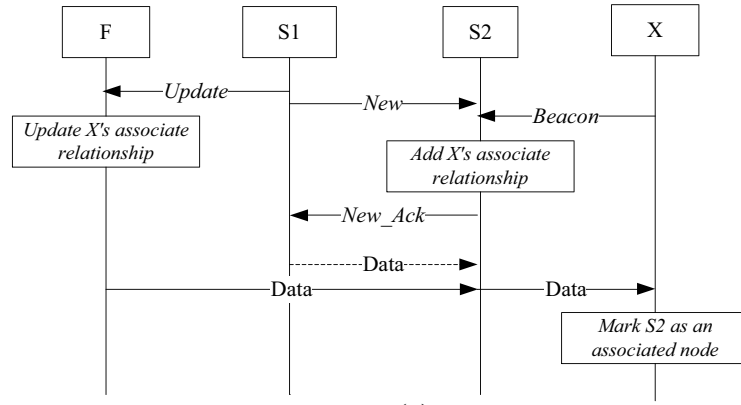 F
S1
S2
X
Update
New
Beacon
Update X's associate
relationship
Add X's associate
relationship
New_Ack
Data
Data
Data
Mark S2 as an
associated node